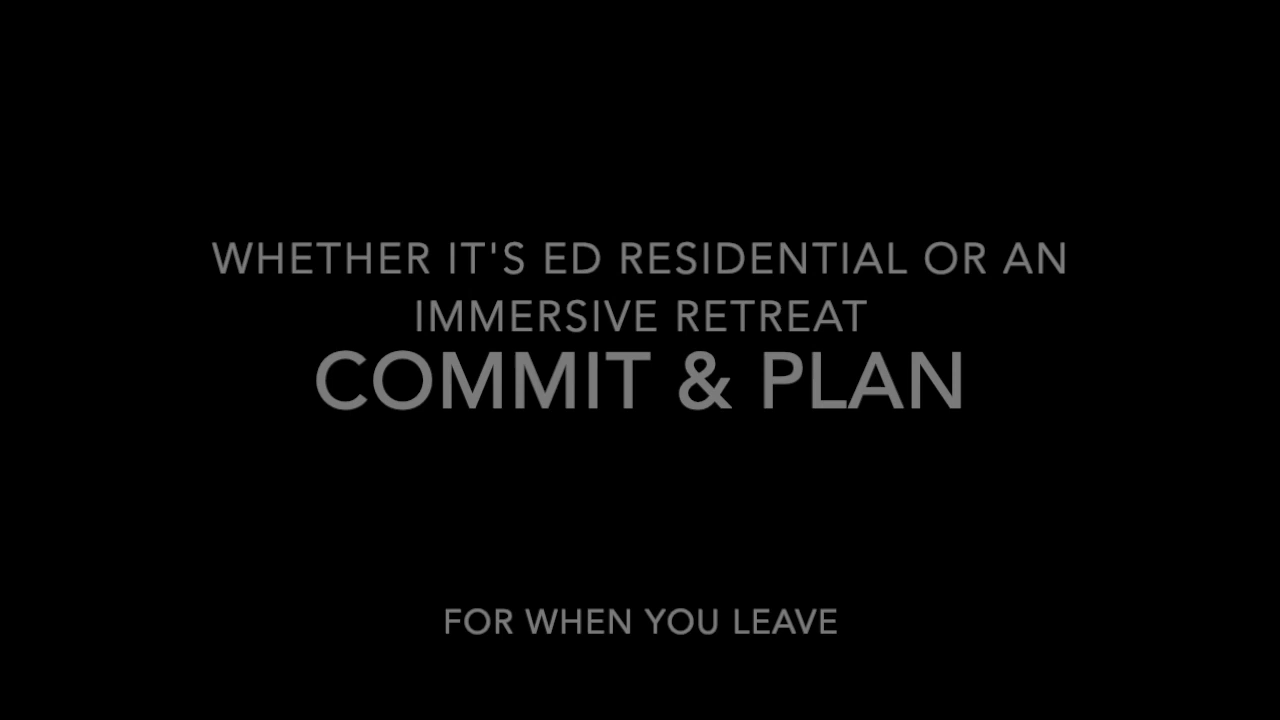 WHETHER IT'S ED RESIDENTIAL OR AN
IMMERSIVE RETREAT
COMMIT & PLAN
FOR WHEN YOU LEAVE